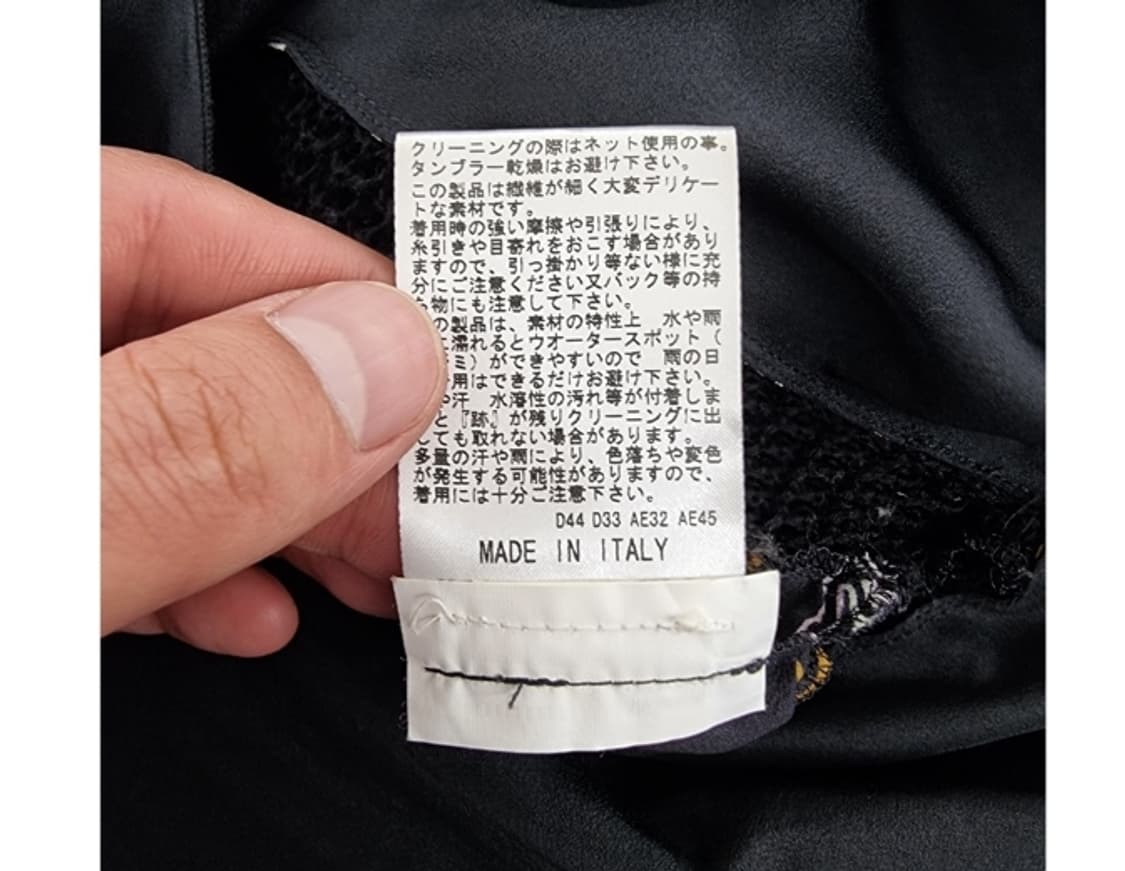 クリーニングの際はネット使用の事。
タンブラー乾燥はお避け下さい。
この製品は繊維が細く大変デリケー
トな素材です。
着用時の強い摩擦や引張りにより、
糸引きや目寄れをおこす場合があり
ますので、引っ掛かり等ない様に充
分にご注意ください又バック等の持
ち物にも注意して下さい。
の製品は、素材の特性上　水や雨
に濡れるとウオータースポット（
ミ）ができやすいので　雨の日
用はできるだけお避け下さい。
や汗　水溶性の汚れ等が付着しま
と『跡』が残りクリーニングに出
しても取れない場合があります。
多量の汗や雨により、色落ちや変色
が発生する可能性がありますので、
着用には十分ご注意下さい。
D44 D33 AE32 AE45
MADE IN ITALY